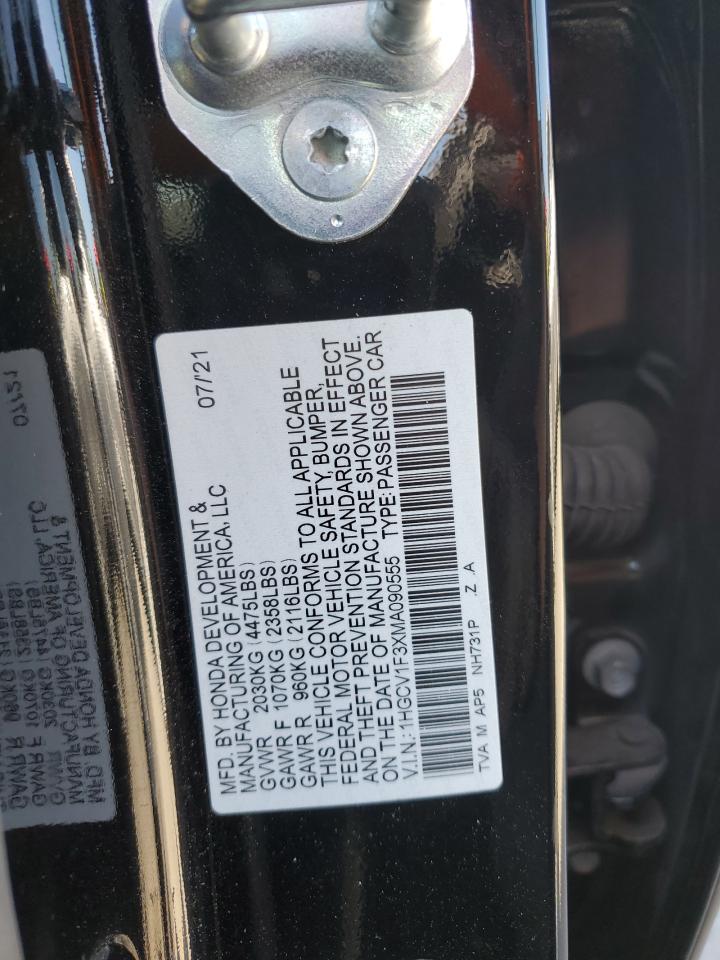 MFD. BY HONDA DEVELOPMENT & 07/'21
MANUFACTURING OF AMERICA, LLC
GVWR 2030KG (4475LBS)
GAWR F 1070KG (2358LBS)
GAWR R 960KG (2116LBS)
THIS VEHICLE CONFORMS TO ALL APPLICABLE
FEDERAL MOTOR VEHICLE SAFETY, BUMPER,
AND THEFT PREVENTION STANDARDS IN EFFECT
ON THE DATE OF MANUFACTURE SHOWN ABOVE.
V.I.N.: 1HGCV1F3XMA090555 TYPE: PASSENGER CAR
TVA M AP5 NH731P .Z .A